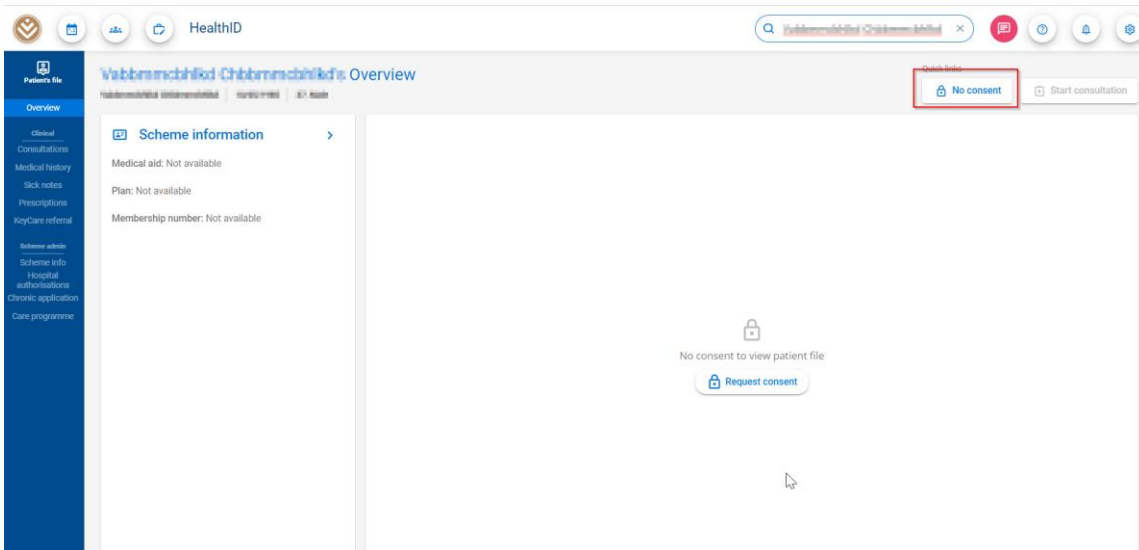 HealthID
Patient's file
Overview
Overview
Quick links
No consent
Start consultation
Clinical
Consultations
Medical history
Sick notes
Prescriptions
KeyCare referral
Scheme admin
Scheme info
Hospital
authorisations
Chronic application
Care programme
Scheme information
Medical aid: Not available
Plan: Not available
Membership number: Not available
No consent to view patient file
Request consent